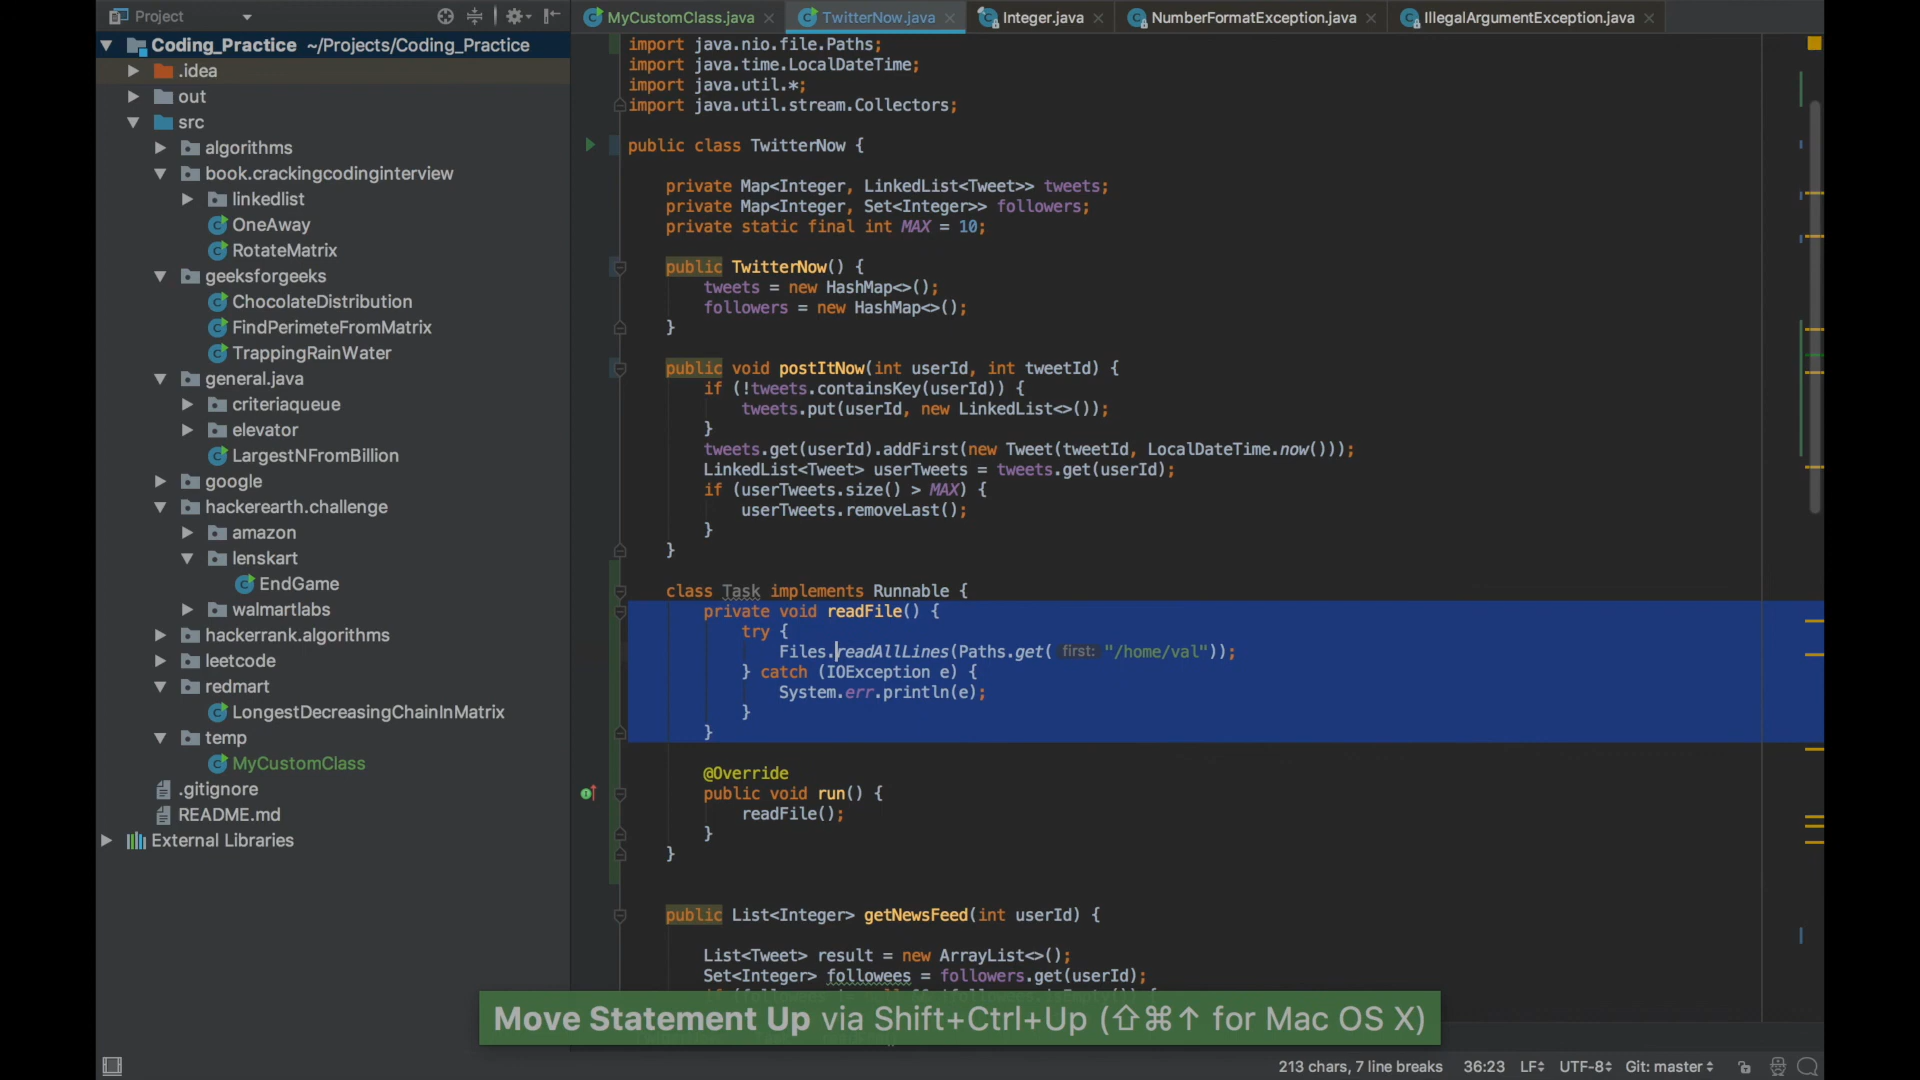 Project
MyCustomClass.java
TwitterNow.java
Integer.java
NumberFormatException.java
IllegalArgumentException.java
Coding_Practice ~/Projects/Coding_Practice
.idea
out
src
algorithms
book.crackingcodinginterview
linkedlist
OneAway
RotateMatrix
geeksforgeeks
ChocolateDistribution
FindPerimeteFromMatrix
TrappingRainWater
general.java
criteriaqueue
elevator
LargestNFromBillion
google
hackerearth.challenge
amazon
lenskart
EndGame
walmartlabs
hackerrank.algorithms
leetcode
redmart
LongestDecreasingChainInMatrix
temp
MyCustomClass
.gitignore
README.md
External Libraries
import java.nio.file.Paths;
import java.time.LocalDateTime;
import java.util.*;
import java.util.stream.Collectors;
public class TwitterNow {
private Map<Integer, LinkedList<Tweet>> tweets;
private Map<Integer, Set<Integer>> followers;
private static final int MAX = 10;
public TwitterNow() {
tweets = new HashMap<>();
followers = new HashMap<>();
}
public void postItNow(int userId, int tweetId) {
if (!tweets.containsKey(userId)) {
tweets.put(userId, new LinkedList<>());
}
tweets.get(userId).addFirst(new Tweet(tweetId, LocalDateTime.now()));
LinkedList<Tweet> userTweets = tweets.get(userId);
if (userTweets.size() > MAX) {
userTweets.removeLast();
}
}
class Task implements Runnable {
private void readFile() {
try {
Files.readAllLines(Paths.get( first: "/home/val"));
} catch (IOException e) {
System.err.println(e);
}
}
@Override
public void run() {
readFile();
}
}
public List<Integer> getNewsFeed(int userId) {
List<Tweet> result = new ArrayList<>();
Set<Integer> followees = followers.get(userId);
Move Statement Up via Shift+Ctrl+Up (⇧⌘↑ for Mac OS X)
213 chars, 7 line breaks 36:23 LF UTF-8 Git: master